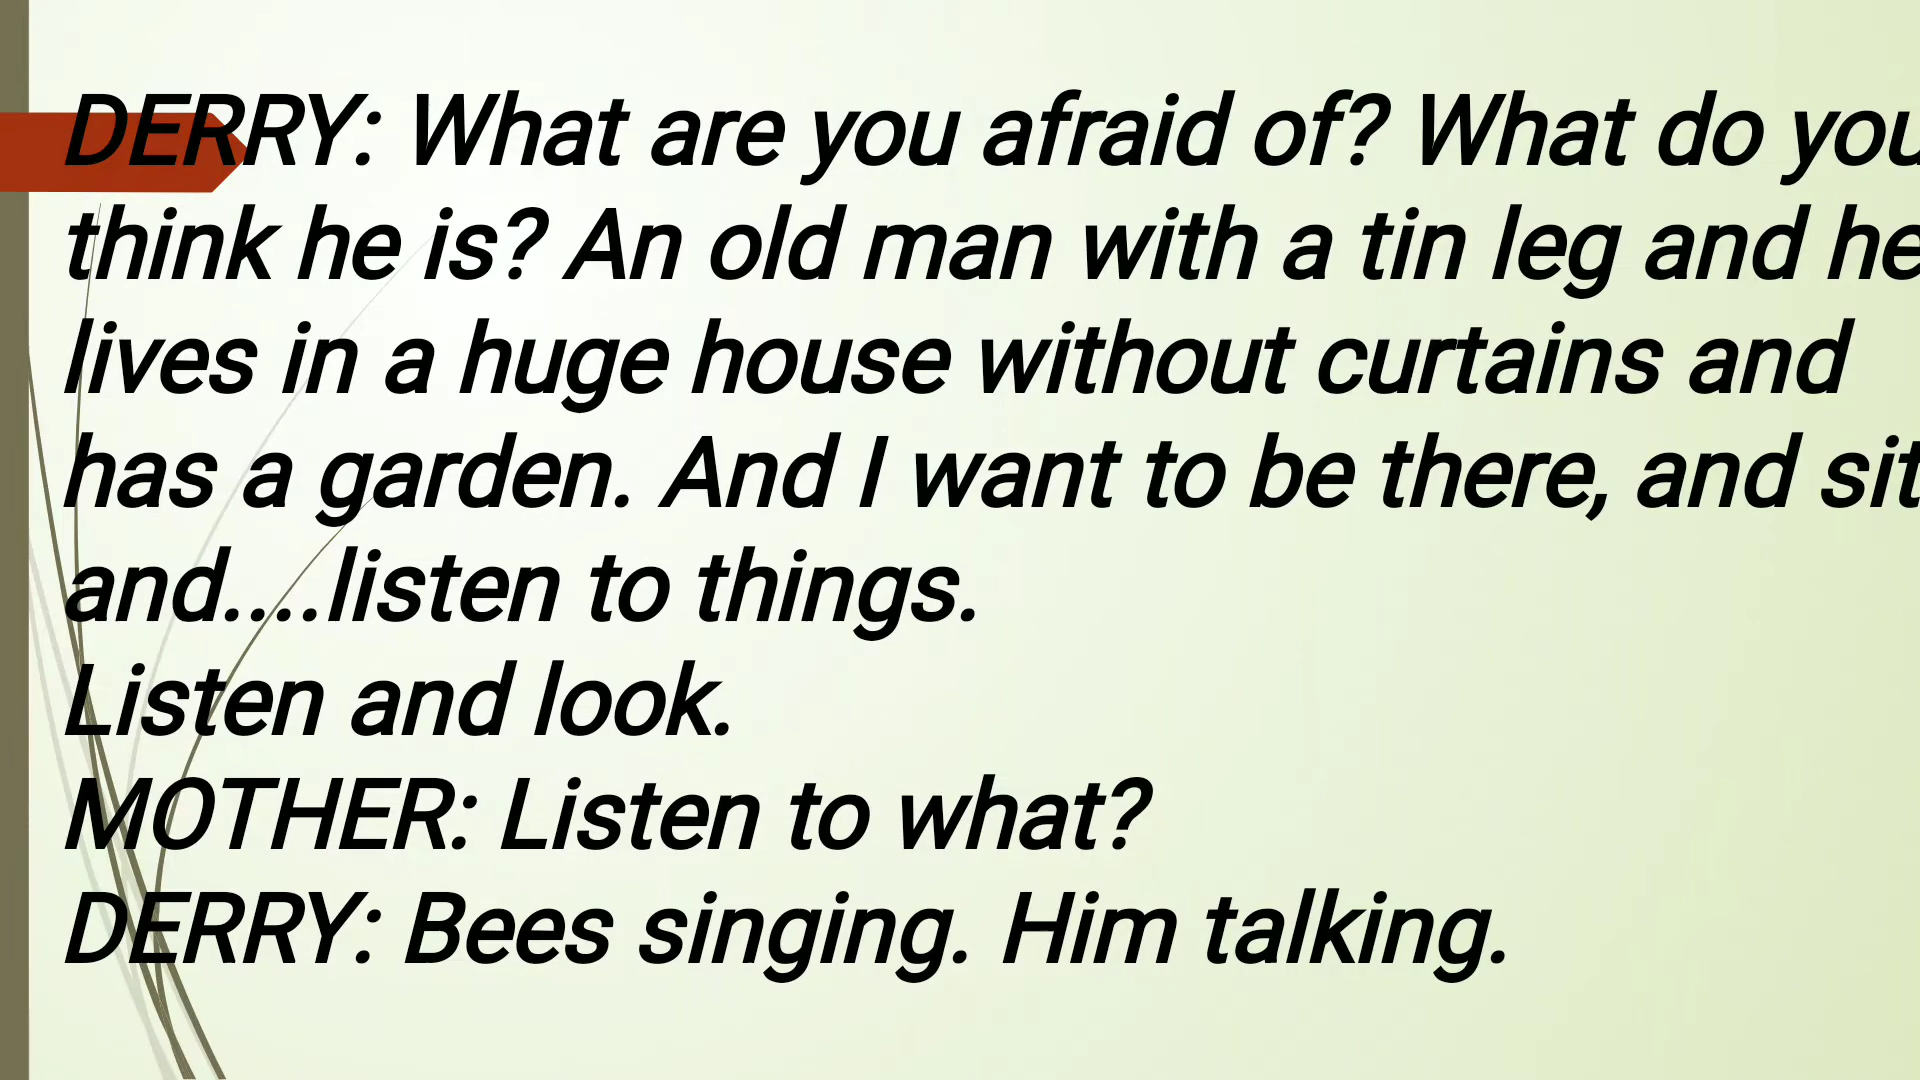 DERRY: What are you afraid of? What do you
think he is? An old man with a tin leg and he
lives in a huge house without curtains and
has a garden. And I want to be there, and sit
and....listen to things.
Listen and look.
MOTHER: Listen to what?
DERRY: Bees singing. Him talking.